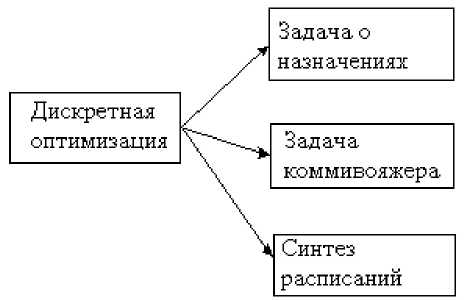 Задача о
назначениях
Дискретная
оптимизация
Задача
коммивояжера
Синтез
расписаний